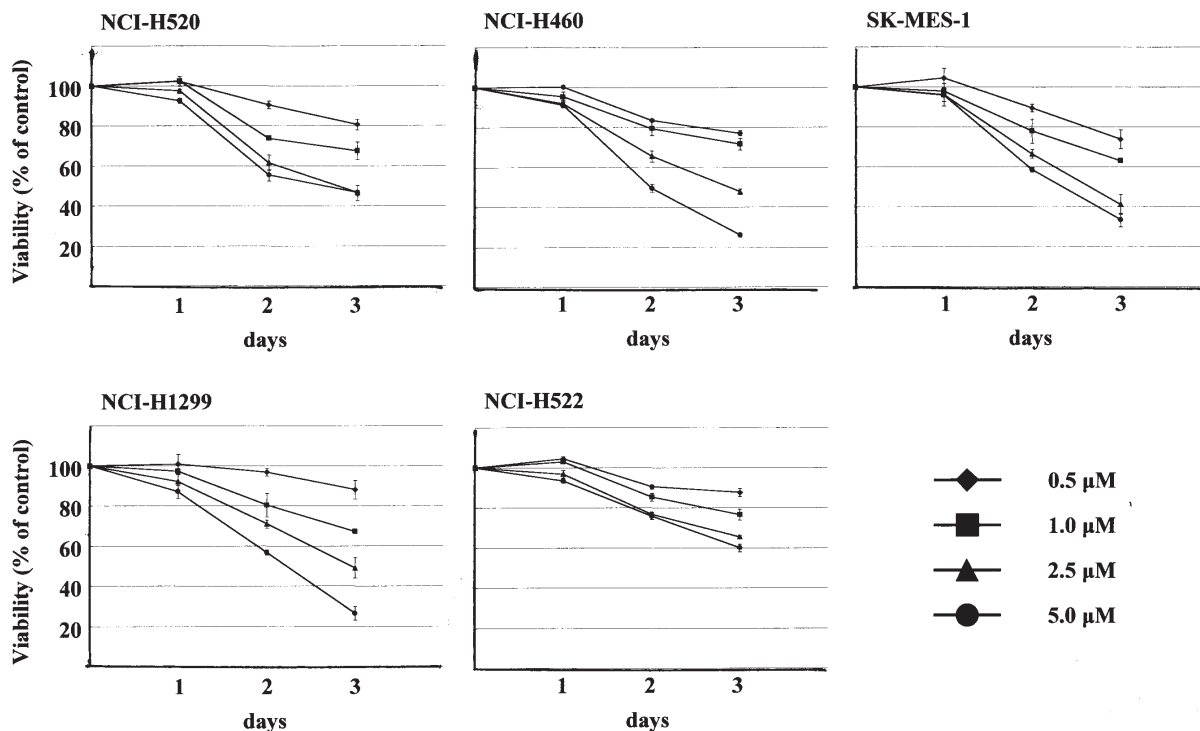 NCI-H520
NCI-H460
SK-MES-1
Viability (% of control)
100
80
60
40
20
1 2 3
days
1 2 3
days
1 2 3
days
NCI-H1299
NCI-H522
Viability (% of control)
100
80
60
40
20
1 2 3
days
1 2 3
days
0.5 µM
1.0 µM
2.5 µM
5.0 µM